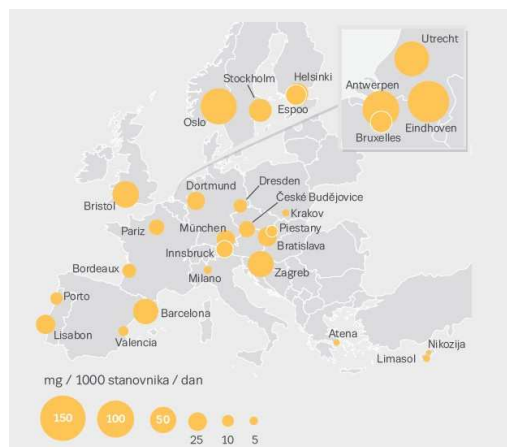 Utrecht
Antwerpen
Eindhoven
Bruxelles
Helsinki
Stockholm
Espoo
Oslo
Dortmund
Dresden
České Budějovice
Bristol
Krakov
Pariz
München
Piestany
Bratislava
Innsbruck
Bordeaux
Milano
Zagreb
Porto
Barcelona
Lisabon
Valencia
Atena
Nikozija
Limasol
mg / 1000 stanovnika / dan
150
100
50
25
10
5